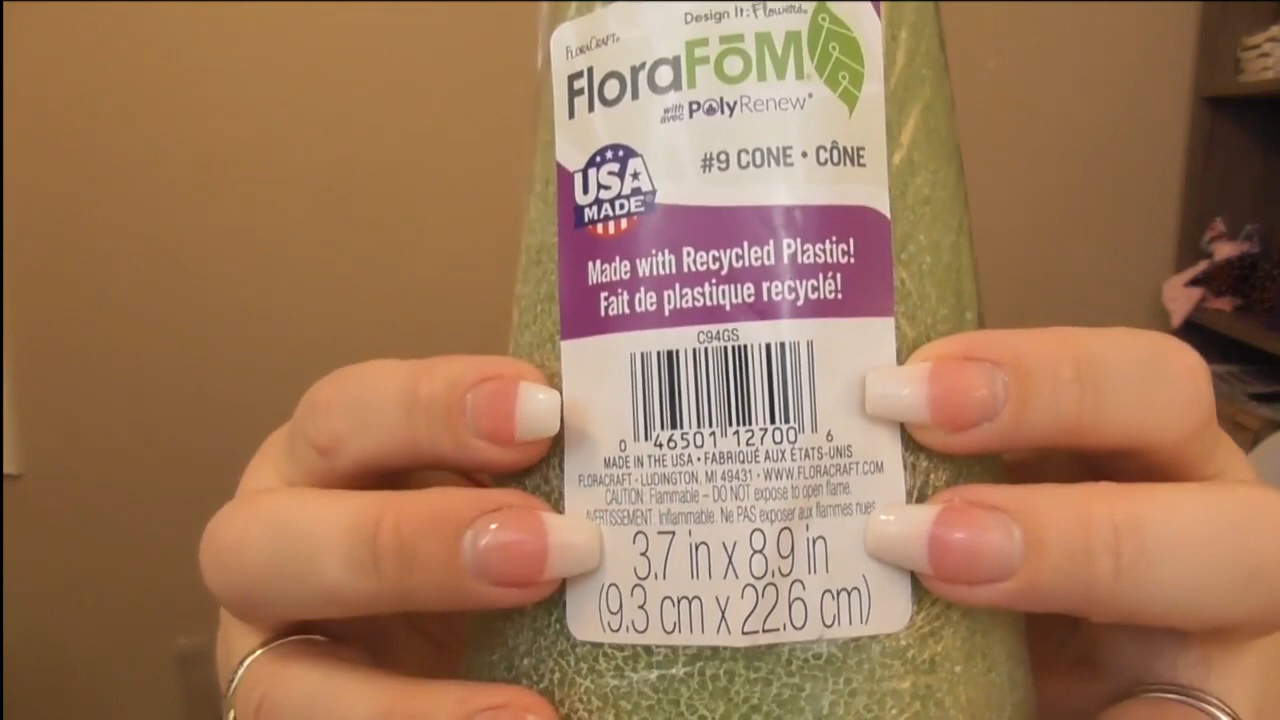 Design It: Flowers
FLORACRAFT®
FloraFōM®
with
avec PolyRenew®
#9 CONE • CÔNE
USA
MADE
Made with Recycled Plastic!
Fait de plastique recyclé!
C94GS
0 46501 12700 6
MADE IN THE USA • FABRIQUÉ AUX ÉTATS-UNIS
FLORACRAFT • LUDINGTON, MI 49431 • WWW.FLORACRAFT.COM
CAUTION: Flammable – DO NOT expose to open flame.
AVERTISSEMENT: Inflammable. Ne PAS exposer aux flammes nues
3.7 in x 8.9 in
(9.3 cm x 22.6 cm)